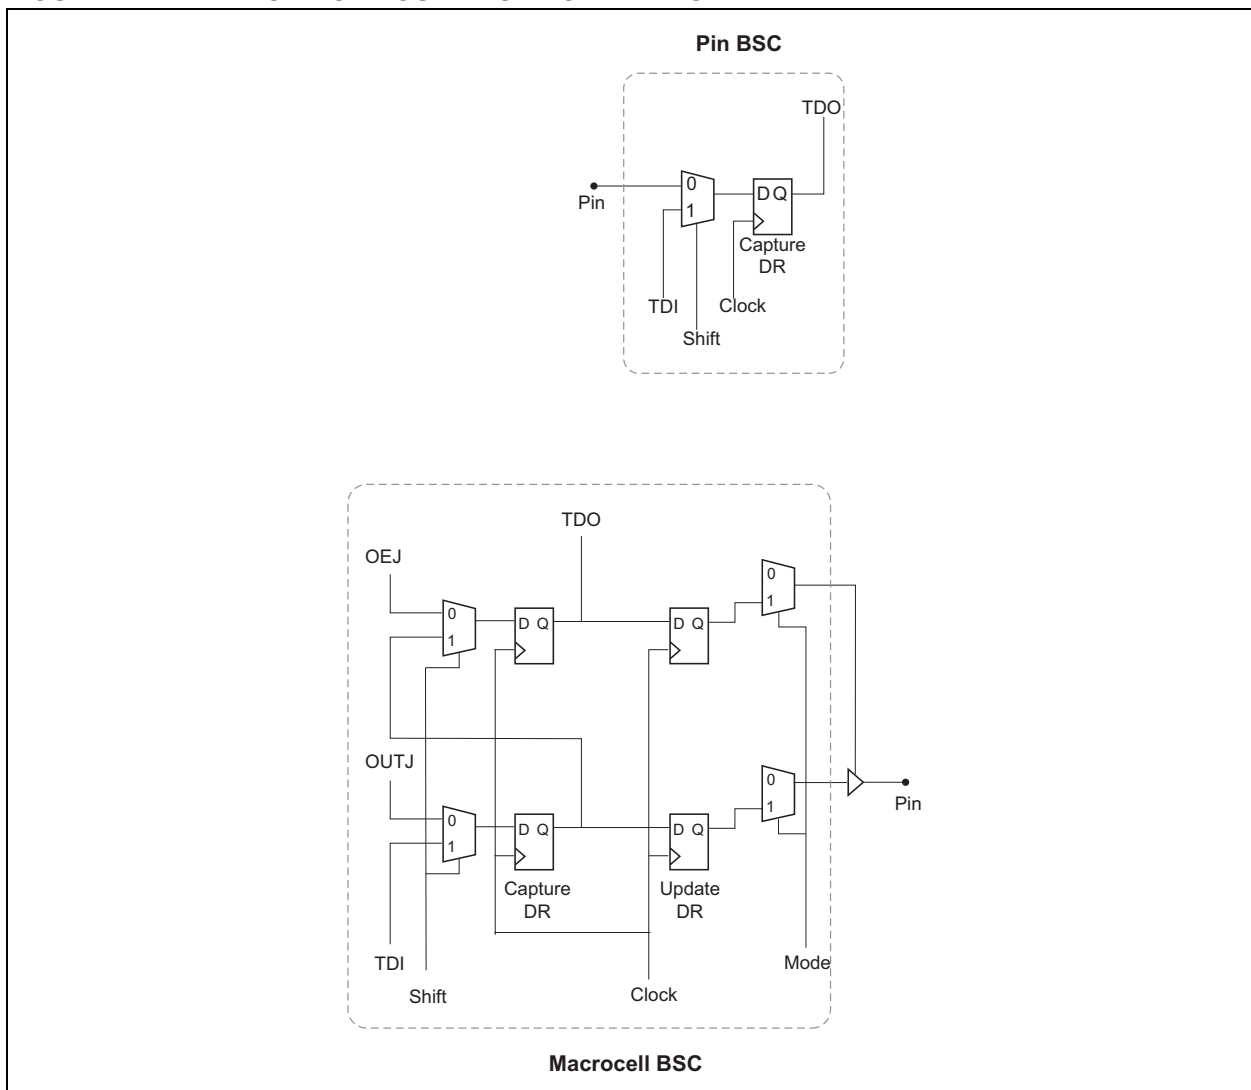 Pin BSC
TDO
0
Pin
1
D Q
Capture
DR
TDI
Clock
Shift
TDO
OEJ
0
1
D Q
D Q
0
1
OUTJ
0
1
D Q
D Q
0
1
Pin
Capture
DR
Update
DR
TDI
Mode
Shift
Clock
Macrocell BSC